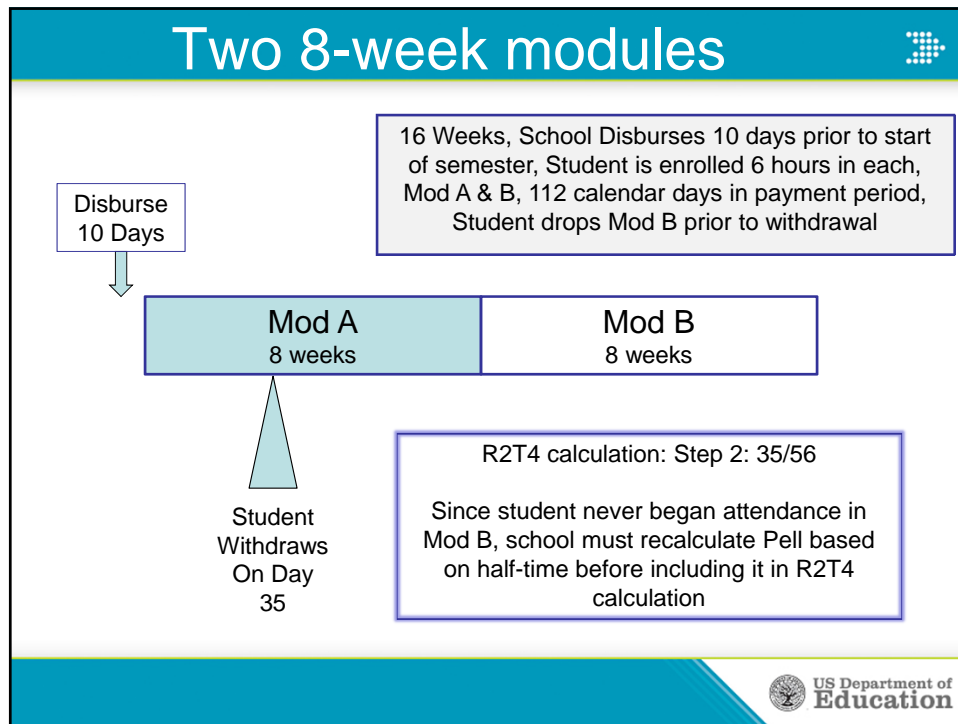 Two 8-week modules
16 Weeks, School Disburses 10 days prior to start
of semester, Student is enrolled 6 hours in each,
Mod A & B, 112 calendar days in payment period,
Student drops Mod B prior to withdrawal
Disburse
10 Days
Mod A
8 weeks
Mod B
8 weeks
Student
Withdraws
On Day
35
R2T4 calculation: Step 2: 35/56
Since student never began attendance in
Mod B, school must recalculate Pell based
on half-time before including it in R2T4
calculation
US Department of
Education